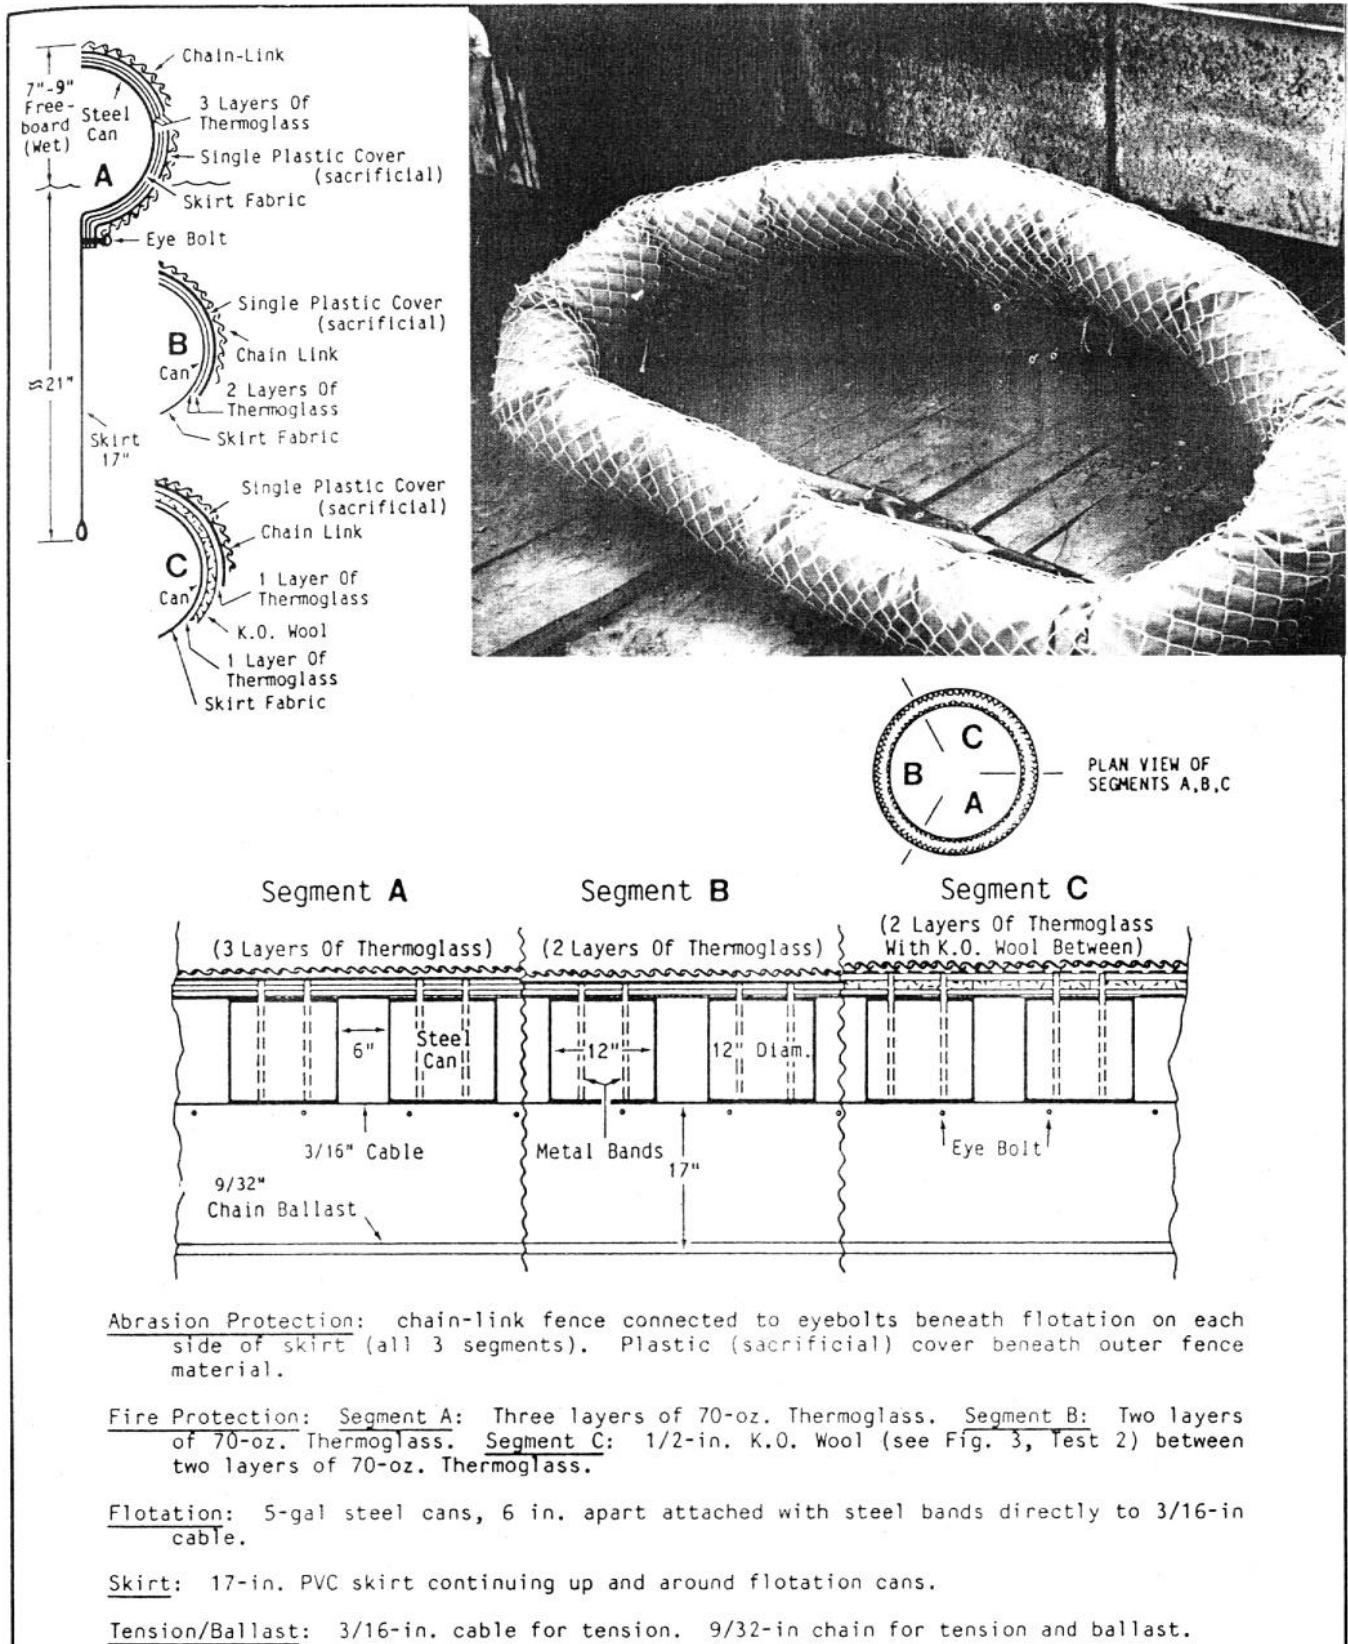 Chain-Link
7"-9"
Free-
board
(Wet)
Steel
Can
3 Layers Of
Thermoglass
A
Single Plastic Cover
(sacrificial)
Skirt Fabric
Eye Bolt
Single Plastic Cover
(sacrificial)
B
Chain Link
Can
≈21"
2 Layers Of
Thermoglass
Skirt
17"
Skirt Fabric
Single Plastic Cover
(sacrificial)
Chain Link
C
1 Layer Of
Thermoglass
Can
K.O. Wool
1 Layer Of
Thermoglass
Skirt Fabric
C
B
A
PLAN VIEW OF
SEGMENTS A,B,C
Segment A
(3 Layers Of Thermoglass)
Segment B
(2 Layers Of Thermoglass)
Segment C
(2 Layers Of Thermoglass
With K.O. Wool Between)
6"
Steel
Can
12"
12" Diam.
3/16" Cable
Metal Bands
17"
Eye Bolt
9/32"
Chain Ballast
Abrasion Protection: chain-link fence connected to eyebolts beneath flotation on each
side of skirt (all 3 segments). Plastic (sacrificial) cover beneath outer fence
material.
Fire Protection: Segment A: Three layers of 70-oz. Thermoglass. Segment B: Two layers
of 70-oz. Thermoglass. Segment C: 1/2-in. K.O. Wool (see Fig. 3, Test 2) between
two layers of 70-oz. Thermoglass.
Flotation: 5-gal steel cans, 6 in. apart attached with steel bands directly to 3/16-in
cable.
Skirt: 17-in. PVC skirt continuing up and around flotation cans.
Tension/Ballast: 3/16-in. cable for tension. 9/32-in chain for tension and ballast.